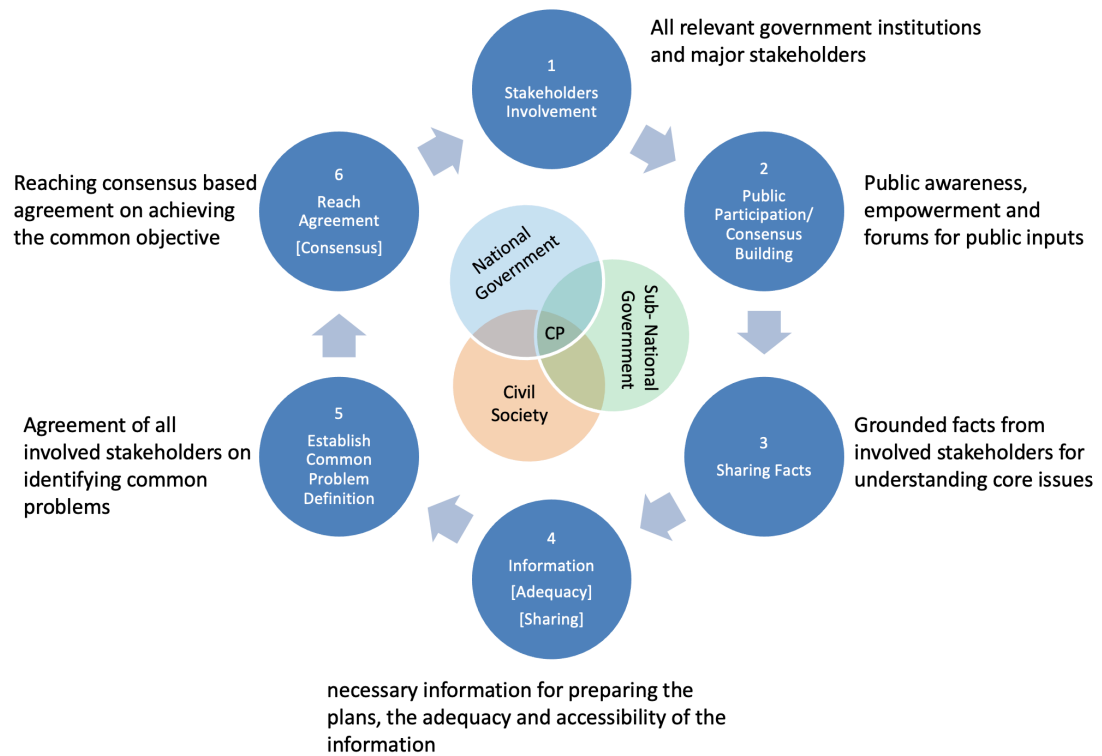 All relevant government institutions
and major stakeholders
1
Stakeholders
Involvement
2
Public
Participation/
Consensus
Building
Public awareness,
empowerment and
forums for public inputs
3
Sharing Facts
Grounded facts from
involved stakeholders for
understanding core issues
4
Information
[Adequacy]
[Sharing]
necessary information for preparing the
plans, the adequacy and accessibility of the
information
5
Establish
Common
Problem
Definition
Agreement of all
involved stakeholders on
identifying common
problems
6
Reach
Agreement
[Consensus]
Reaching consensus based
agreement on achieving
the common objective
National
Government
Sub- National
Government
CP
Civil
Society